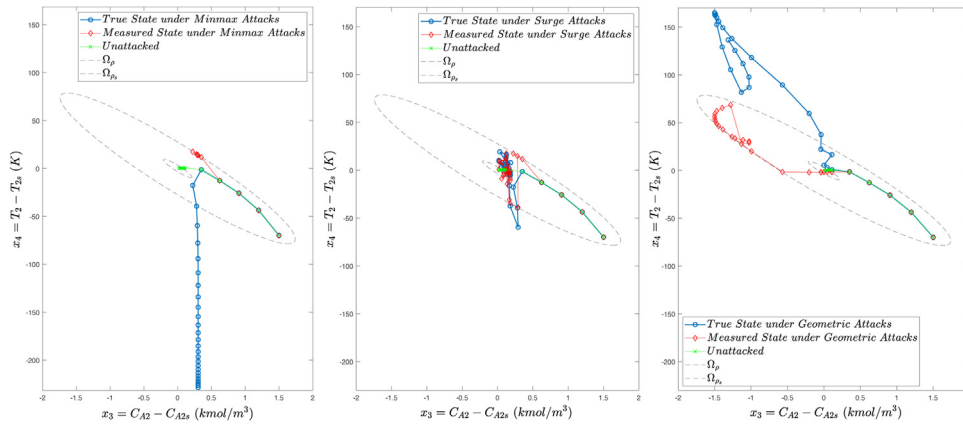 150
100
50
0
-50
-100
-150
-200
-2 -1.5 -1 -0.5 0 0.5 1 1.5 2
x₄ = T₂ − T₂ₛ (K)
x₃ = C_A2 − C_A2s (kmol/m³)
True State under Minmax Attacks
Measured State under Minmax Attacks
Unattacked
Ω_ρ
Ω_ρs
150
100
50
0
-50
-100
-150
-200
-2 -1.5 -1 -0.5 0 0.5 1 1.5 2
x₄ = T₂ − T₂ₛ (K)
x₃ = C_A2 − C_A2s (kmol/m³)
True State under Surge Attacks
Measured State under Surge Attacks
Unattacked
Ω_ρ
Ω_ρs
150
100
50
0
-50
-100
-150
-200
-2 -1.5 -1 -0.5 0 0.5 1 1.5 2
x₄ = T₂ − T₂ₛ (K)
x₃ = C_A2 − C_A2s (kmol/m³)
True State under Geometric Attacks
Measured State under Geometric Attacks
Unattacked
Ω_ρ
Ω_ρs